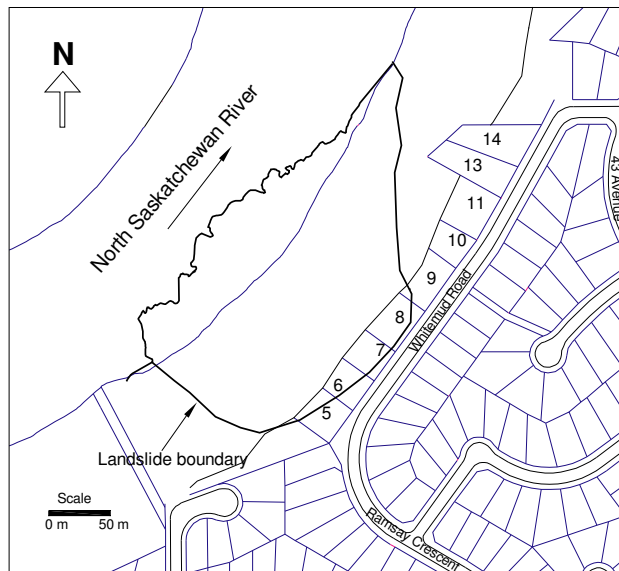 N
North Saskatchewan River
14
13
11
10
9
8
7
6
5
43 Avenue
Whitemud Road
Landslide boundary
Ramsay Crescent
Scale
0 m 50 m